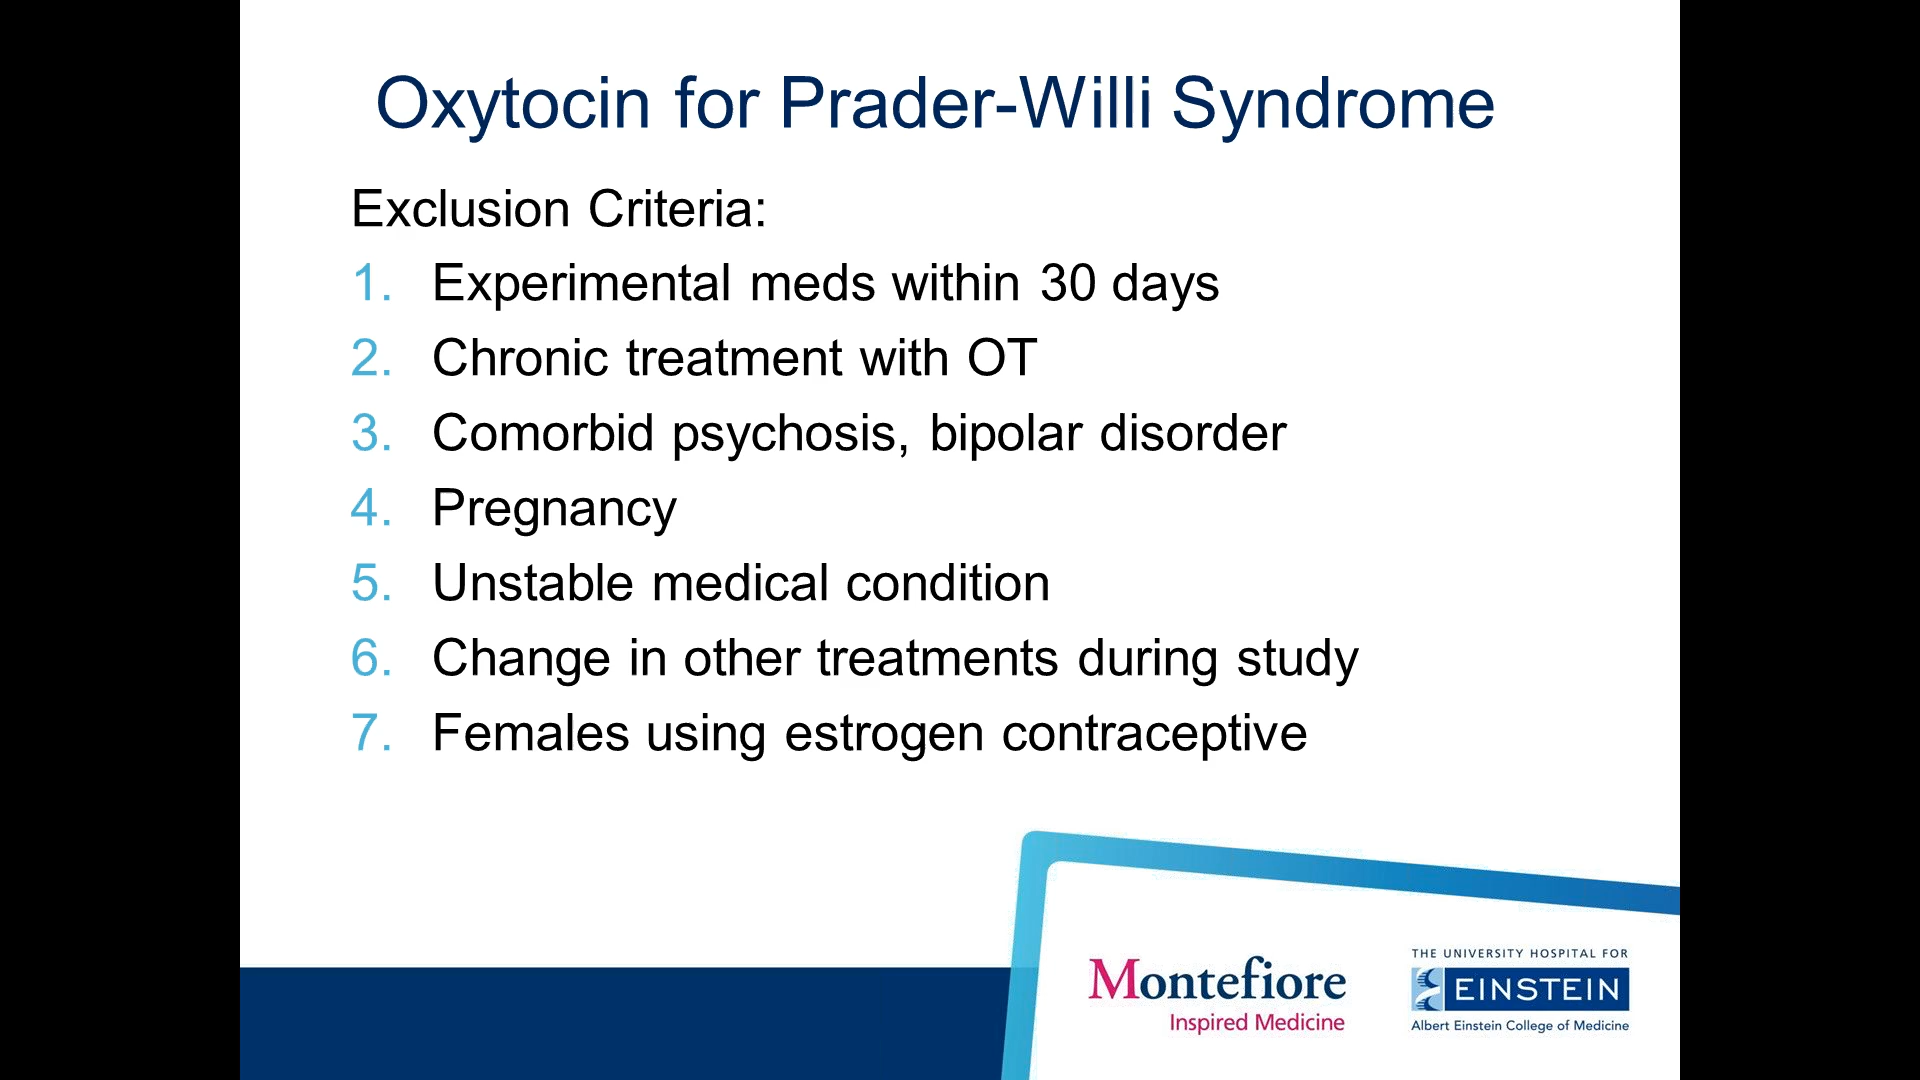 Oxytocin for Prader-Willi Syndrome
Exclusion Criteria:
1. Experimental meds within 30 days
2. Chronic treatment with OT
3. Comorbid psychosis, bipolar disorder
4. Pregnancy
5. Unstable medical condition
6. Change in other treatments during study
7. Females using estrogen contraceptive
Montefiore
Inspired Medicine
THE UNIVERSITY HOSPITAL FOR
EINSTEIN
Albert Einstein College of Medicine